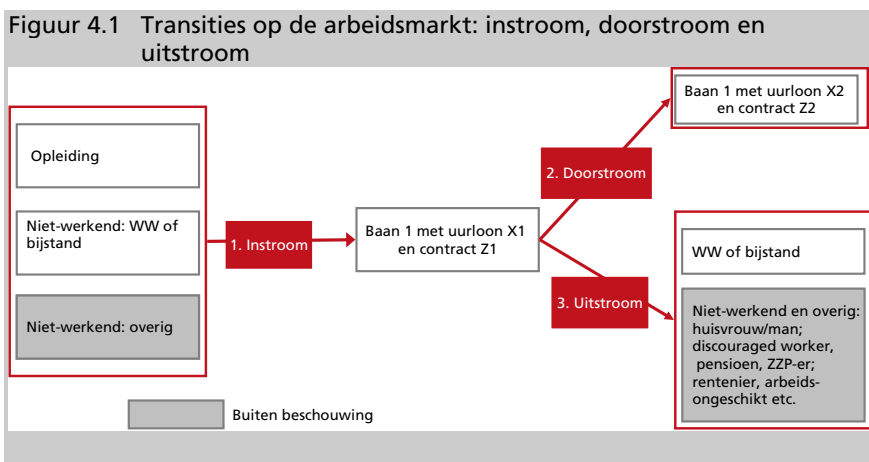 Figuur 4.1 Transities op de arbeidsmarkt: instroom, doorstroom en
uitstroom
Opleiding
Niet-werkend: WW of
bijstand
Niet-werkend: overig
1. Instroom
Baan 1 met uurloon X1
en contract Z1
2. Doorstroom
Baan 1 met uurloon X2
en contract Z2
3. Uitstroom
WW of bijstand
Niet-werkend en overig:
huisvrouw/man;
discouraged worker,
pensioen, ZZP-er;
rentenier, arbeids-
ongeschikt etc.
Buiten beschouwing